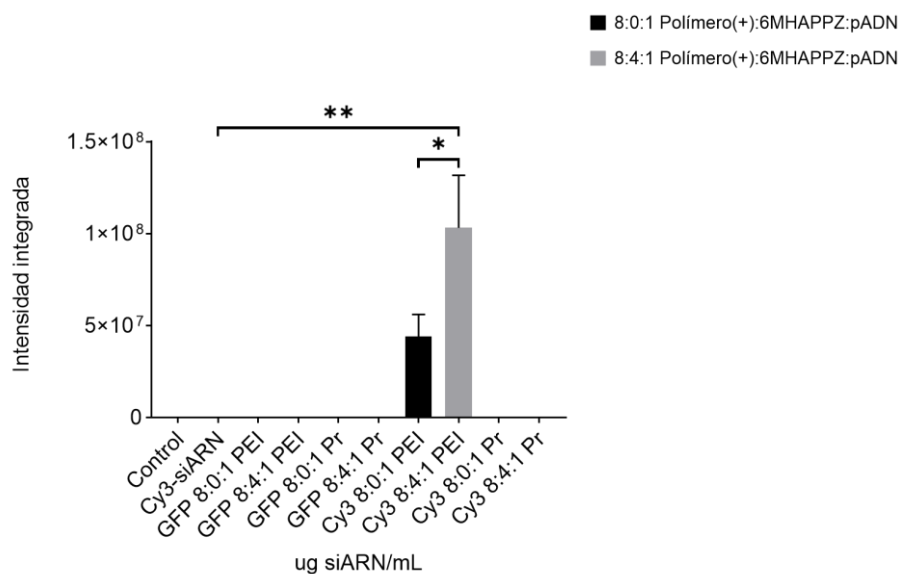 8:0:1 Polímero(+):6MHAPPZ:pADN
8:4:1 Polímero(+):6MHAPPZ:pADN
**
*
1.5×10⁸
1×10⁸
5×10⁷
0
Intensidad integrada
Control
Cy3-siARN
GFP 8:0:1 PEI
GFP 8:4:1 PEI
GFP 8:0:1 Pr
GFP 8:4:1 Pr
Cy3 8:0:1 PEI
Cy3 8:4:1 PEI
Cy3 8:0:1 Pr
Cy3 8:4:1 Pr
ug siARN/mL